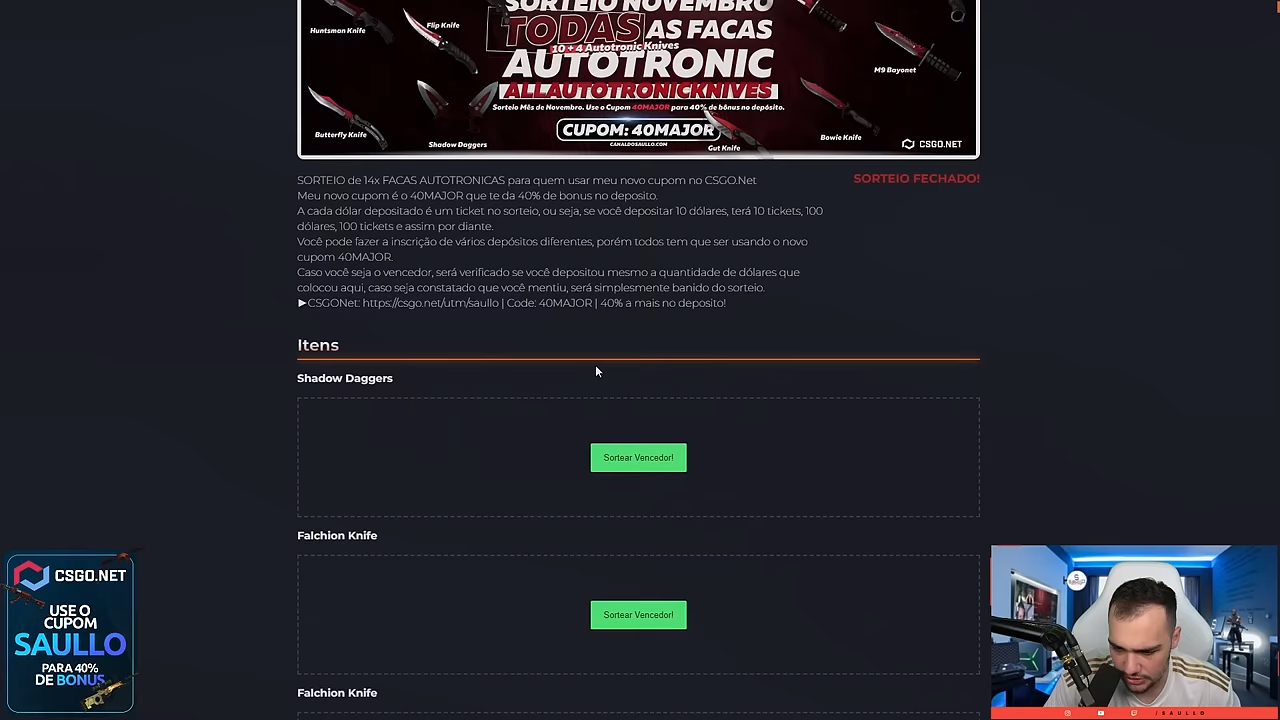 SORTEIO NOVEMBRO
TODAS AS FACAS
10 + 4 Autotronic Knives
AUTOTRONIC
ALLAUTOTRONICKNIVES
Sorteio Mês de Novembro. Use o Cupom 40MAJOR para 40% de bônus no depósito.
CUPOM: 40MAJOR
CANALDOSAULLO.COM
Huntsman Knife
Flip Knife
Butterfly Knife
Shadow Daggers
M9 Bayonet
Bowie Knife
Gut Knife
CSGO.NET
SORTEIO de 14x FACAS AUTOTRONICAS para quem usar meu novo cupom no CSGO.Net
Meu novo cupom é o 40MAJOR que te da 40% de bonus no deposito.
A cada dólar depositado é um ticket no sorteio, ou seja, se você depositar 10 dólares, terá 10 tickets, 100
dólares, 100 tickets e assim por diante.
Você pode fazer a inscrição de vários depósitos diferentes, porém todos tem que ser usando o novo
cupom 40MAJOR.
Caso você seja o vencedor, será verificado se você depositou mesmo a quantidade de dólares que
colocou aqui, caso seja constatado que você mentiu, será simplesmente banido do sorteio.
►CSGONet: https://csgo.net/utm/saullo | Code: 40MAJOR | 40% a mais no deposito!
SORTEIO FECHADO!
Itens
Shadow Daggers
Sortear Vencedor!
Falchion Knife
Sortear Vencedor!
Falchion Knife
CSGO.NET
USE O
CUPOM
SAULLO
PARA 40%
DE BONUS
/SAULLO